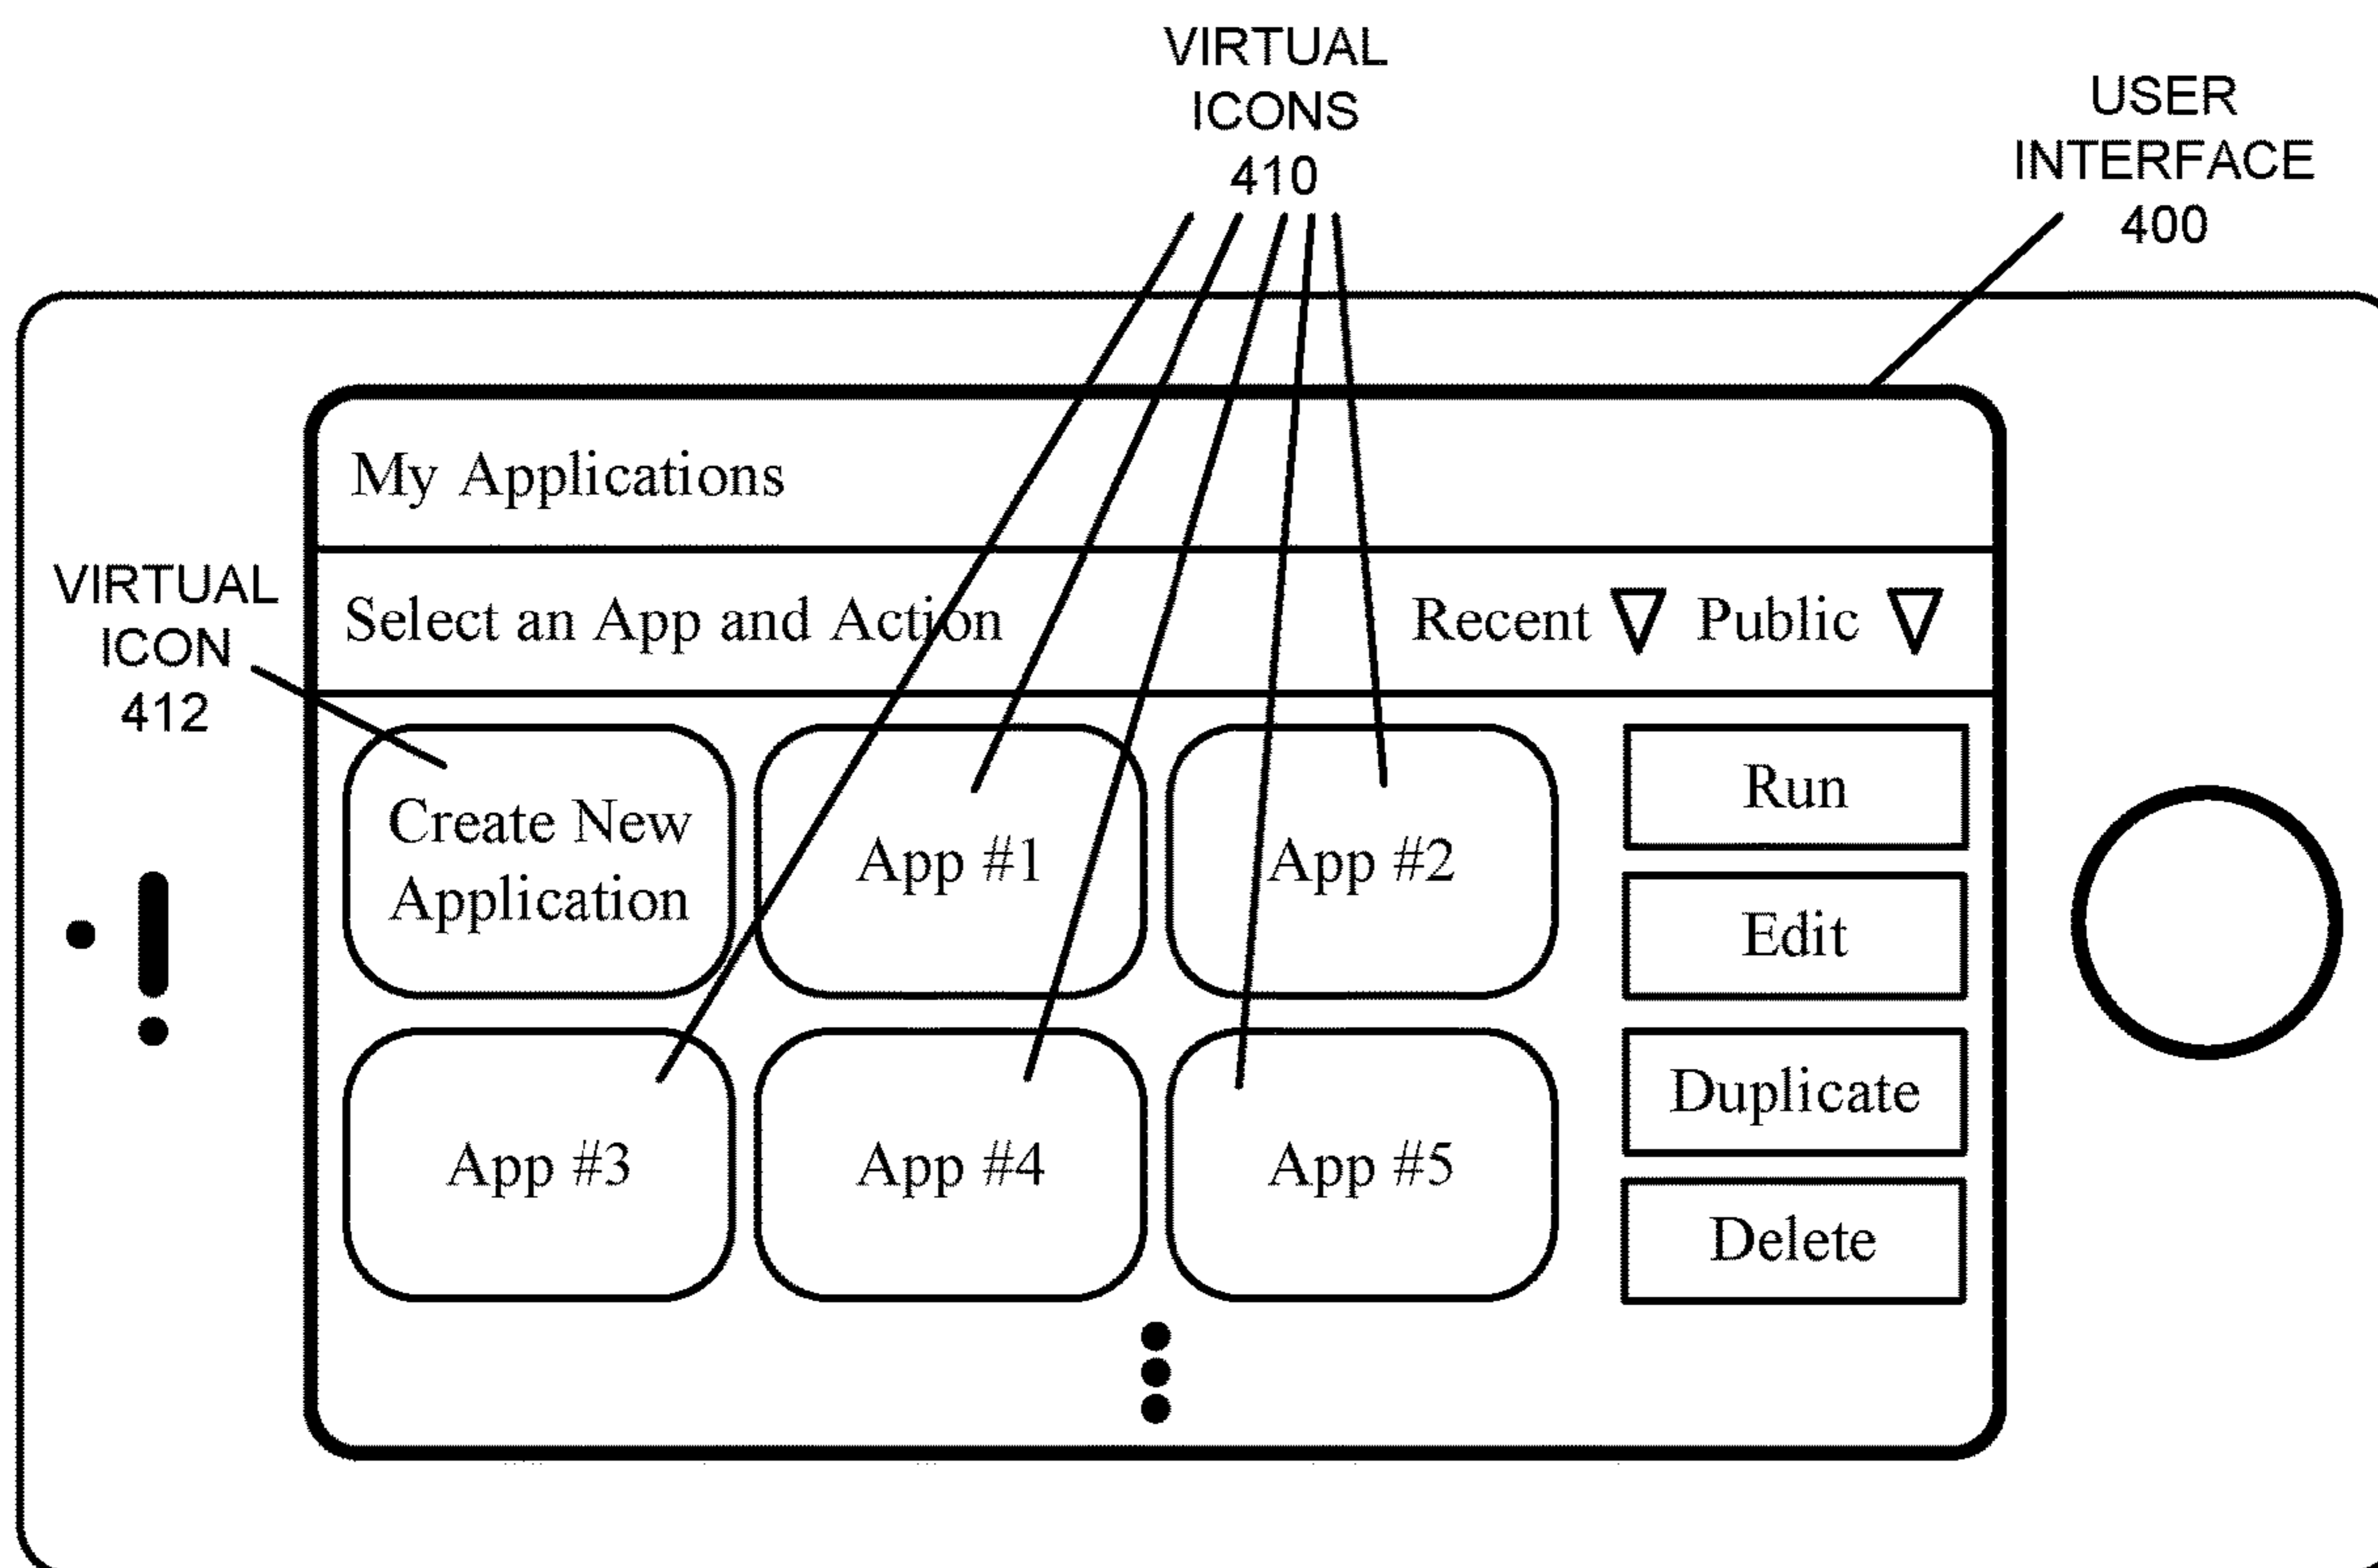 VIRTUAL
ICONS
410
USER
INTERFACE
400
My Applications
VIRTUAL
ICON
412
Select an App and Action
Recent Public
Create New
Application
App #1
App #2
Run
Edit
App #3
App #4
App #5
Duplicate
Delete